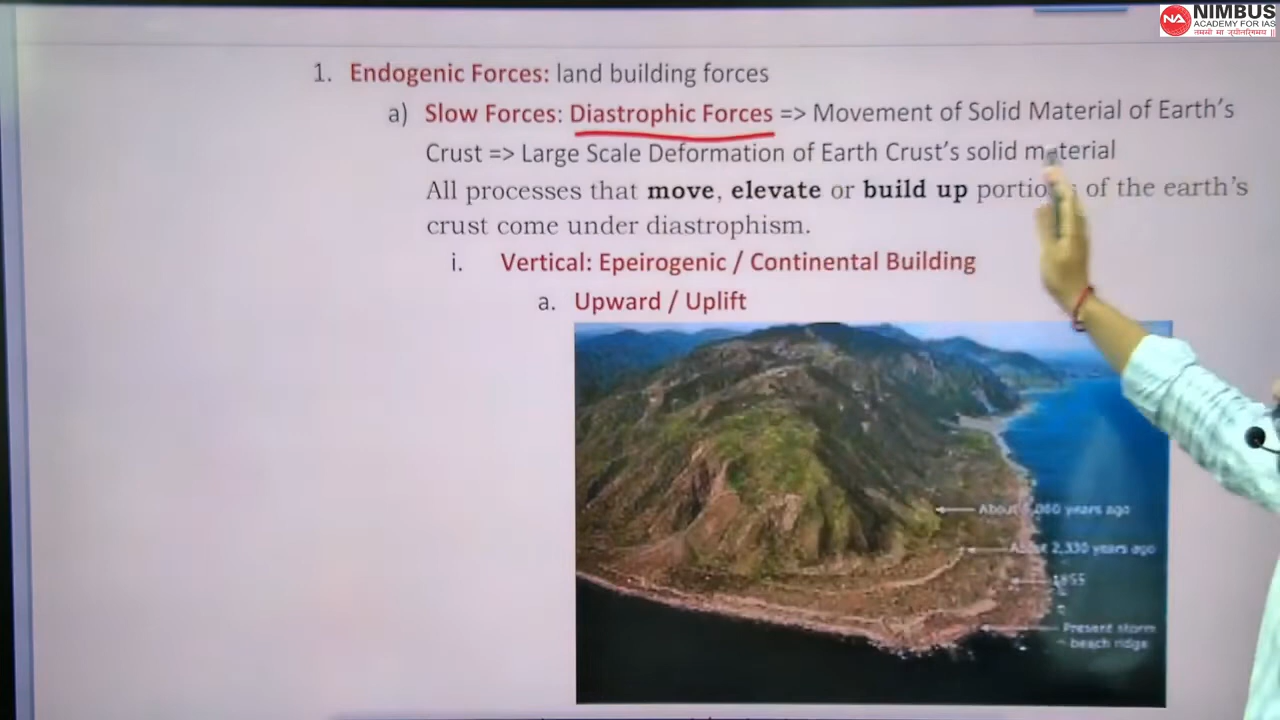 NIMBUS
ACADEMY FOR IAS
1. Endogenic Forces: land building forces
a) Slow Forces: Diastrophic Forces => Movement of Solid Material of Earth's
Crust => Large Scale Deformation of Earth Crust's solid material
All processes that move, elevate or build up portions of the earth's
crust come under diastrophism.
i. Vertical: Epeirogenic / Continental Building
a. Upward / Uplift
About years ago
About 2,330 years ago
1855
Present storm
beach ridge